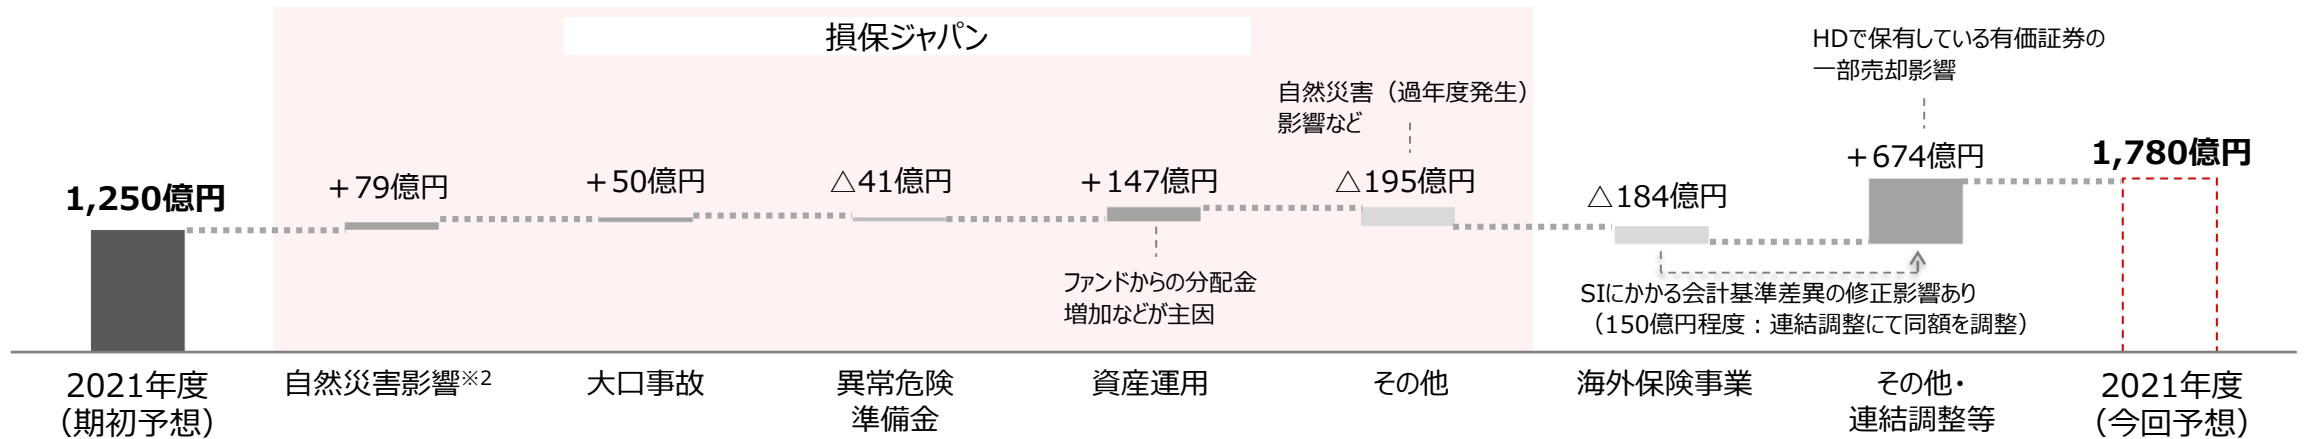 損保ジャパン
HDで保有している有価証券の
一部売却影響
自然災害（過年度発生）
影響など
1,250億円
＋79億円
＋50億円
△41億円
＋147億円
△195億円
△184億円
＋674億円
1,780億円
ファンドからの分配金
増加などが主因
SIにかかる会計基準差異の修正影響あり
（150億円程度：連結調整にて同額を調整）
2021年度
（期初予想）
自然災害影響※2
大口事故
異常危険
準備金
資産運用
その他
海外保険事業
その他・
連結調整等
2021年度
（今回予想）